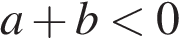 a + b < 0